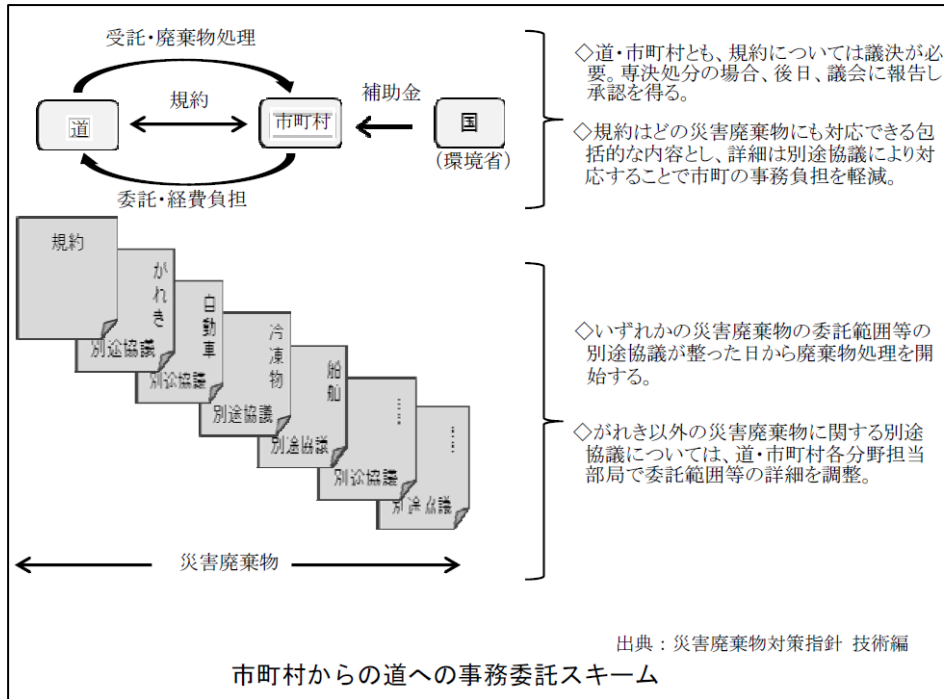 受託・廃棄物処理
道
規約
市町村
補助金
国
(環境省)
委託・経費負担
◇道・市町村とも、規約については議決が必
要。専決処分の場合、後日、議会に報告し
承認を得る。
◇規約はどの災害廃棄物にも対応できる包
括的な内容とし、詳細は別途協議により対
応することで市町の事務負担を軽減。
規約
がれき
別途協議
自動車
別途協議
冷凍物
別途協議
船舶
別途協議
……
別途協議
……
別途
議
災害廃棄物
◇いずれかの災害廃棄物の委託範囲等の
別途協議が整った日から廃棄物処理を開
始する。
◇がれき以外の災害廃棄物に関する別途
協議については、道・市町村各分野担当
部局で委託範囲等の詳細を調整。
出典：災害廃棄物対策指針 技術編
市町村からの道への事務委託スキーム